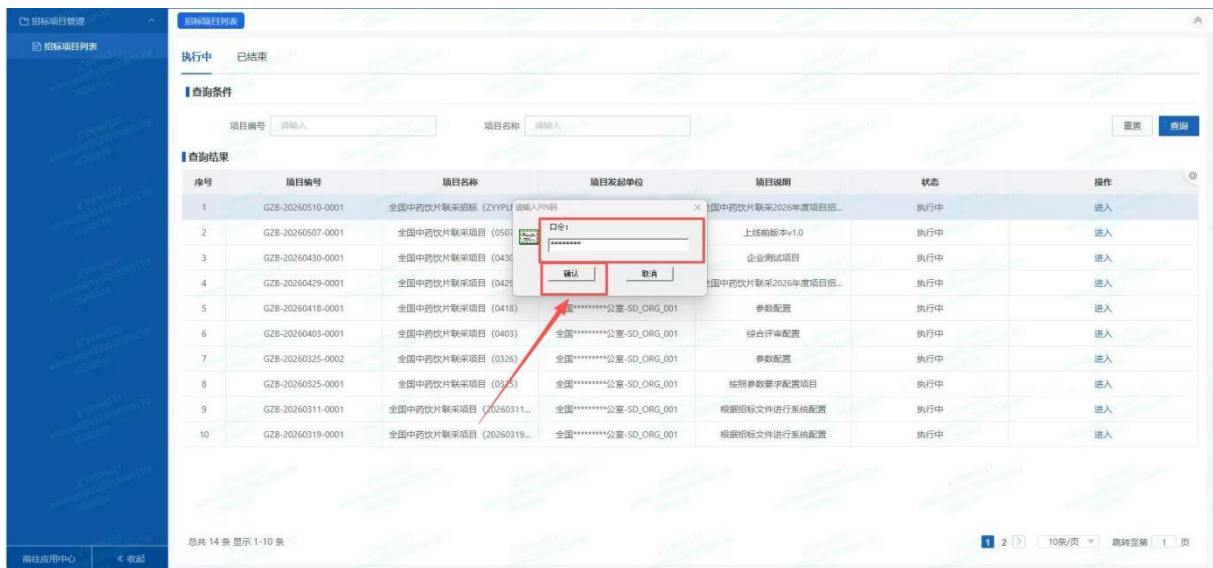 招标项目管理
招标项目列表
招标项目列表
执行中 已结束
查询条件
项目编号 请输入 项目名称 请输入 重置 查询
查询结果
序号 项目编号 项目名称 项目发起单位 项目说明 状态 操作
1 GZB-20260510-0001 全国中药饮片联采招标（ZYYPL 全国中药饮片联采2026年度项目招... 执行中 进入
2 GZB-20260507-0001 全国中药饮片联采项目（0507 上线前版本v1.0 执行中 进入
3 GZB-20260430-0001 全国中药饮片联采项目（0430 企业测试项目 执行中 进入
4 GZB-20260429-0001 全国中药饮片联采项目（0429 全国中药饮片联采2026年度项目招... 执行中 进入
5 GZB-20260418-0001 全国中药饮片联采项目（0418） 全国*********公室-SD_ORG_001 参数配置 执行中 进入
6 GZB-20260403-0001 全国中药饮片联采项目（0403） 全国*********公室-SD_ORG_001 综合评审配置 执行中 进入
7 GZB-20260325-0002 全国中药饮片联采项目（0326） 全国*********公室-SD_ORG_001 参数配置 执行中 进入
8 GZB-20260325-0001 全国中药饮片联采项目（0325） 全国*********公室-SD_ORG_001 按照参数要求配置项目 执行中 进入
9 GZB-20260311-0001 全国中药饮片联采项目（20260311... 全国*********公室-SD_ORG_001 根据招标文件进行系统配置 执行中 进入
10 GZB-20260319-0001 全国中药饮片联采项目（20260319... 全国*********公室-SD_ORG_001 根据招标文件进行系统配置 执行中 进入
请输入PIN码
口令：
********
确认 取消
总共 14 条 显示 1-10 条 1 2 10条/页 跳转至第 1 页
前往应用中心 收起